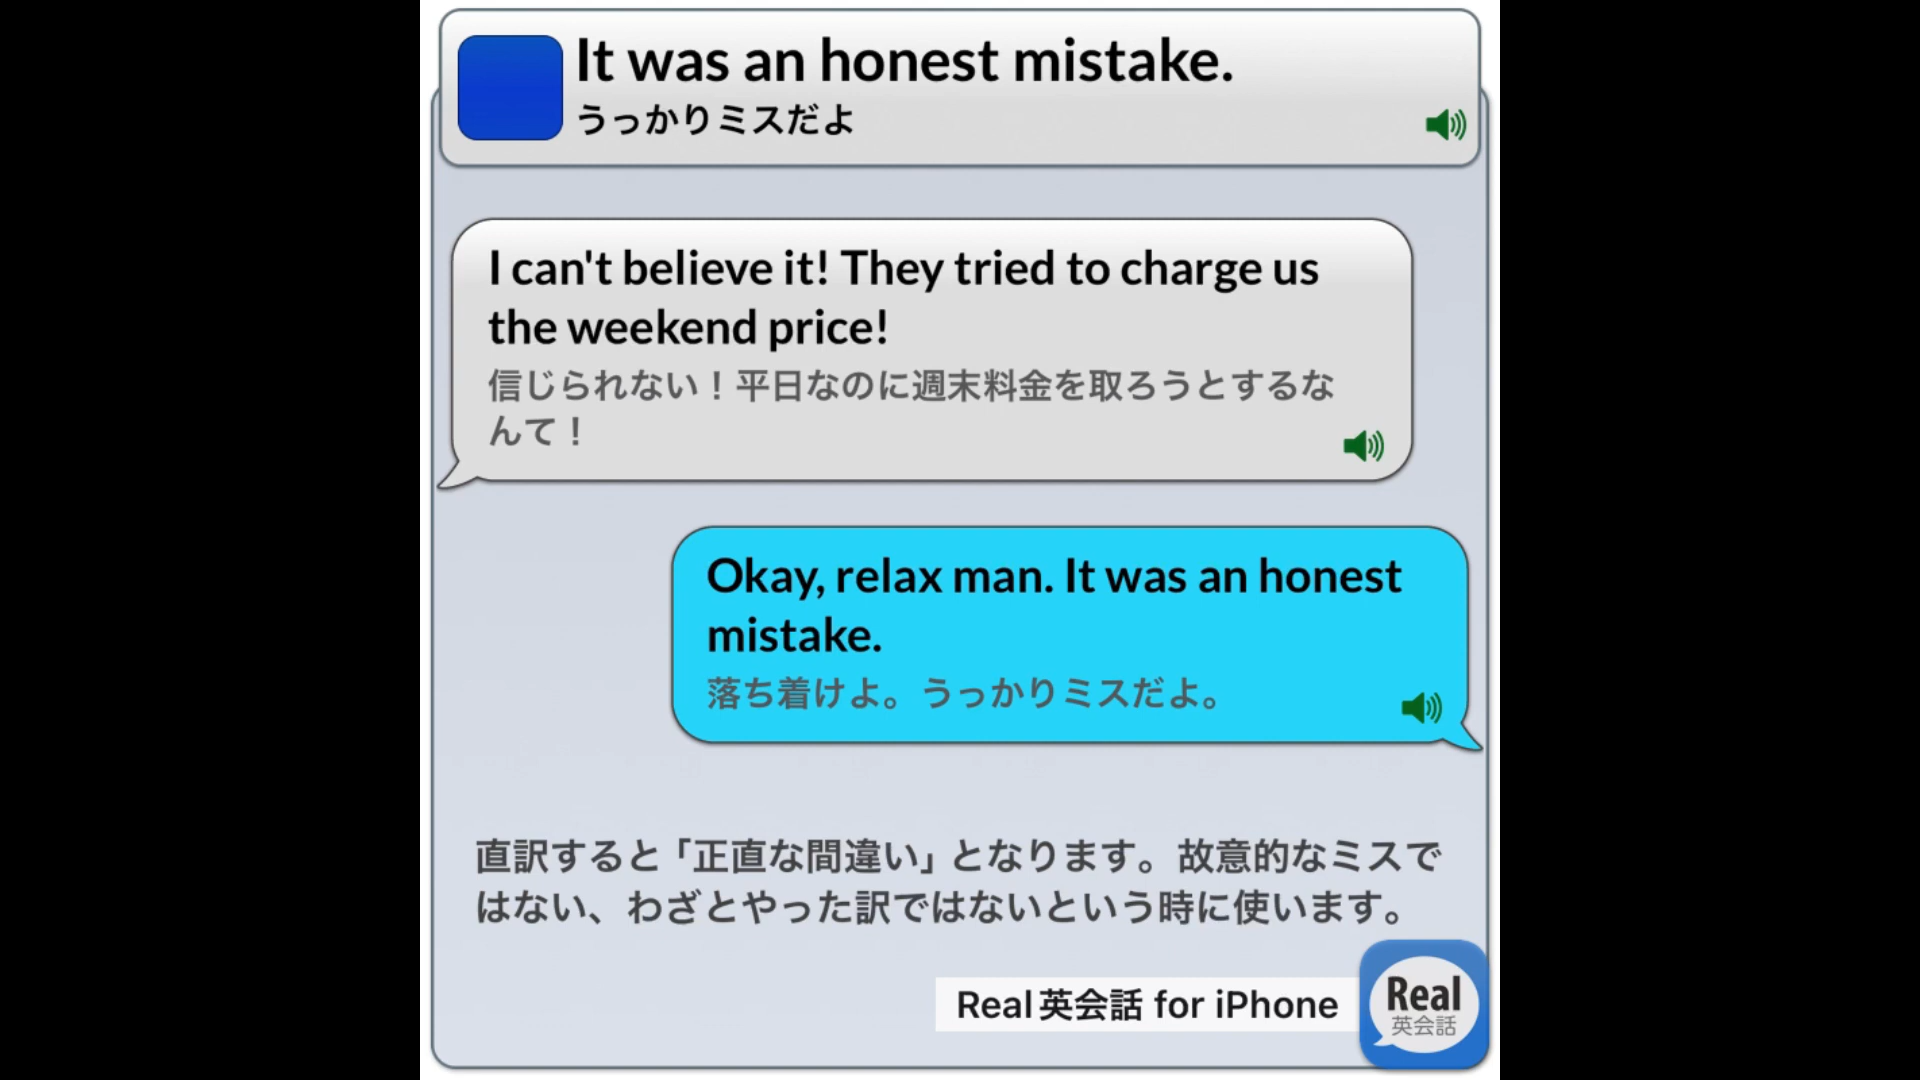 It was an honest mistake.
うっかりミスだよ
I can't believe it! They tried to charge us
the weekend price!
信じられない！平日なのに週末料金を取ろうとするな
んて！
Okay, relax man. It was an honest
mistake.
落ち着けよ。うっかりミスだよ。
直訳すると「正直な間違い」となります。故意的なミスで
はない、わざとやった訳ではないという時に使います。
Real英会話 for iPhone
Real
英会話